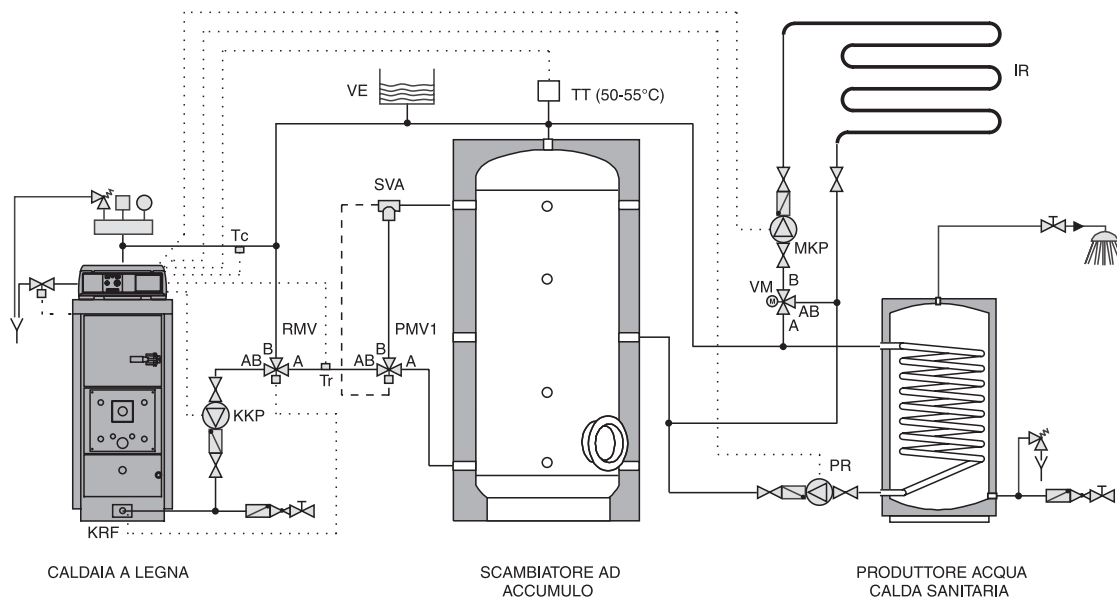 VE
TT (50-55°C)
IR
SVA
Tc
MKP
B
VM
M
AB
A
RMV
PMV1
B
AB
A
B
AB
A
Tr
KKP
PR
KRF
CALDAIA A LEGNA
SCAMBIATORE AD
ACCUMULO
PRODUTTORE ACQUA
CALDA SANITARIA